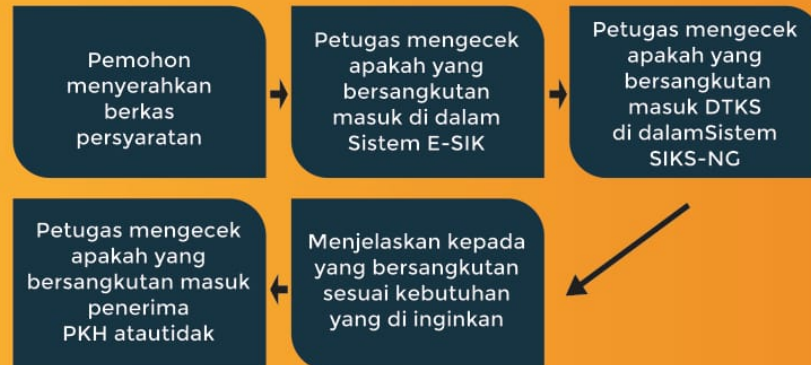 Pemohon
menyerahkan
berkas
persyaratan
Petugas mengecek
apakah yang
bersangkutan
masuk di dalam
Sistem E-SIK
Petugas mengecek
apakah yang
bersangkutan
masuk DTKS
di dalamSistem
SIKS-NG
Menjelaskan kepada
yang bersangkutan
sesuai kebutuhan
yang di inginkan
Petugas mengecek
apakah yang
bersangkutan masuk
penerima
PKH atautidak